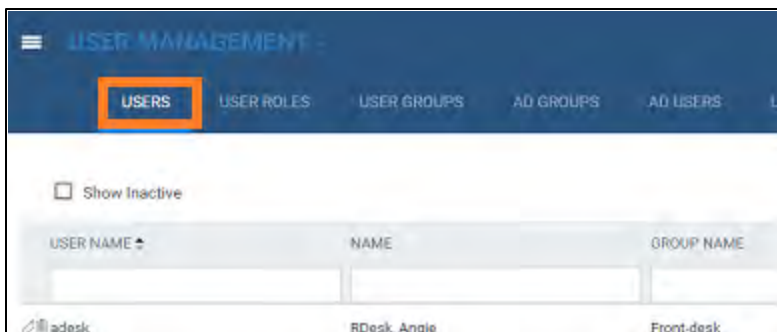 USER MANAGEMENT :
USERS USER ROLES USER GROUPS AD GROUPS AD USERS
Show Inactive
USER NAME NAME GROUP NAME
adesk RDesk, Angie Front-desk